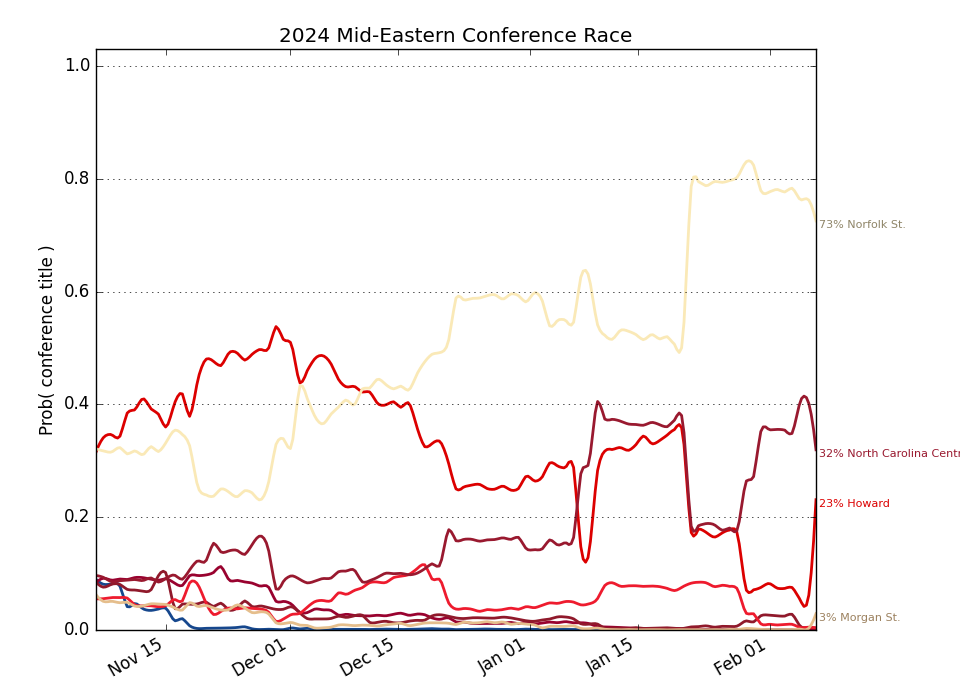 2024 Mid-Eastern Conference Race
1.0
0.8
0.6
0.4
0.2
0.0
Prob( conference title )
73% Norfolk St.
32% North Carolina Centr
23% Howard
3% Morgan St.
Nov 15
Dec 01
Dec 15
Jan 01
Jan 15
Feb 01